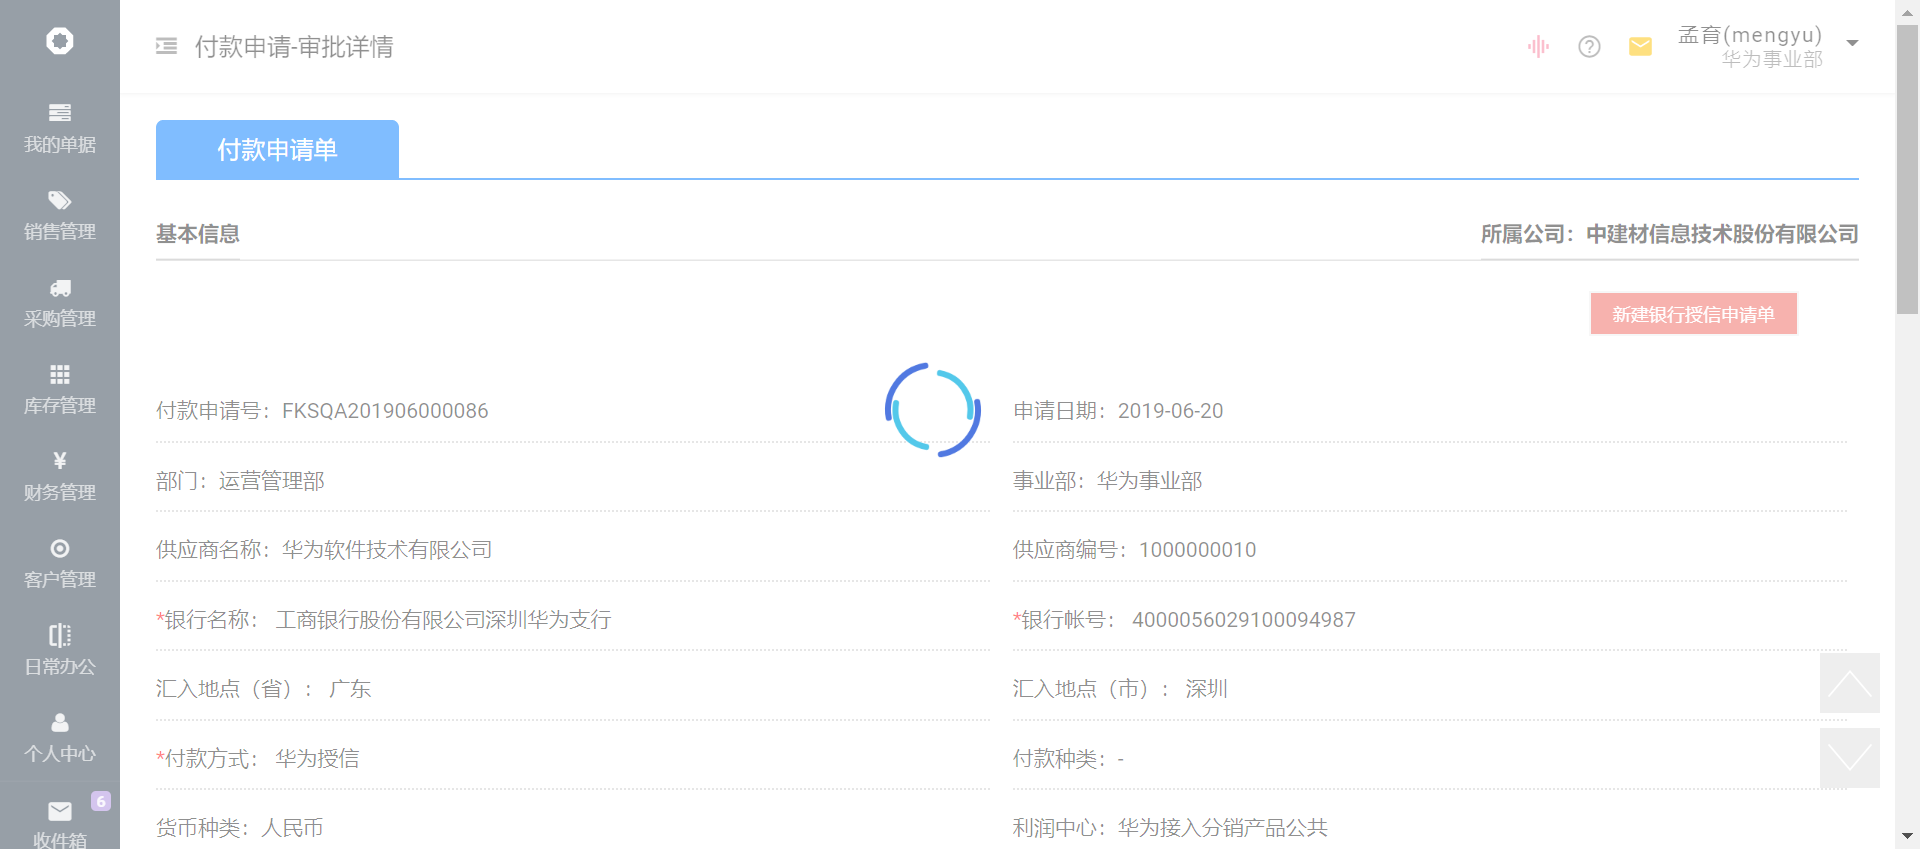 付款申请-审批详情
孟育(mengyu)
华为事业部
我的单据
销售管理
采购管理
库存管理
财务管理
客户管理
日常办公
个人中心
6
收件箱
付款申请单
基本信息
所属公司：中建材信息技术股份有限公司
新建银行授信申请单
付款申请号：FKSQA201906000086
申请日期：2019-06-20
部门：运营管理部
事业部：华为事业部
供应商名称：华为软件技术有限公司
供应商编号：1000000010
*银行名称： 工商银行股份有限公司深圳华为支行
*银行帐号： 4000056029100094987
汇入地点（省）： 广东
汇入地点（市）： 深圳
*付款方式： 华为授信
付款种类：-
货币种类：人民币
利润中心：华为接入分销产品公共